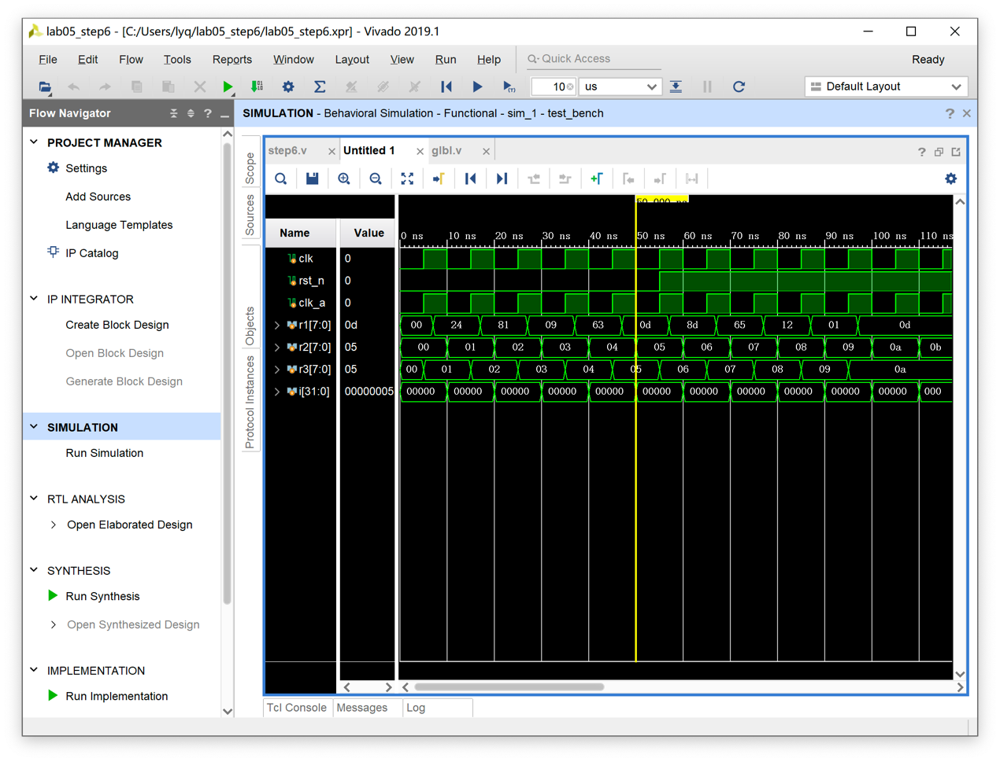 lab05_step6 - [C:/Users/lyq/lab05_step6/lab05_step6.xpr] - Vivado 2019.1
File Edit Flow Tools Reports Window Layout View Run Help Quick Access Ready
10 us Default Layout
Flow Navigator
PROJECT MANAGER
Settings
Add Sources
Language Templates
IP Catalog
IP INTEGRATOR
Create Block Design
Open Block Design
Generate Block Design
SIMULATION
Run Simulation
RTL ANALYSIS
Open Elaborated Design
SYNTHESIS
Run Synthesis
Open Synthesized Design
IMPLEMENTATION
Run Implementation
SIMULATION - Behavioral Simulation - Functional - sim_1 - test_bench
Scope
Sources
Objects
Protocol Instances
step6.v Untitled 1 glbl.v
50.000 ns
Name Value 0 ns 10 ns 20 ns 30 ns 40 ns 50 ns 60 ns 70 ns 80 ns 90 ns 100 ns 110 ns
clk 0
rst_n 0
clk_a 0
r1[7:0] 0d 00 24 81 09 63 0d 8d 65 12 01 0d
r2[7:0] 05 00 01 02 03 04 05 06 07 08 09 0a 0b
r3[7:0] 05 00 01 02 03 04 05 06 07 08 09 0a
i[31:0] 00000005 00000 00000 00000 00000 00000 00000 00000 00000 00000 00000 00000 000
Tcl Console Messages Log